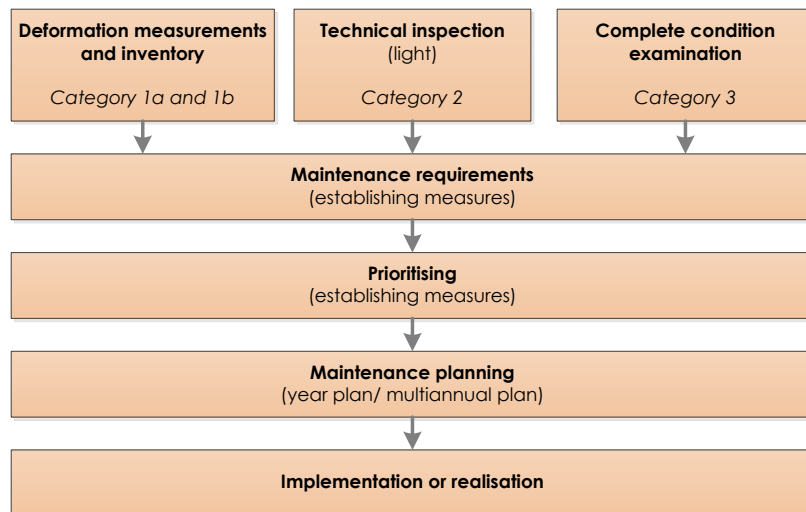 Deformation measurements
and inventory
Category 1a and 1b
Technical inspection
(light)
Category 2
Complete condition
examination
Category 3
Maintenance requirements
(establishing measures)
Prioritising
(establishing measures)
Maintenance planning
(year plan/ multiannual plan)
Implementation or realisation